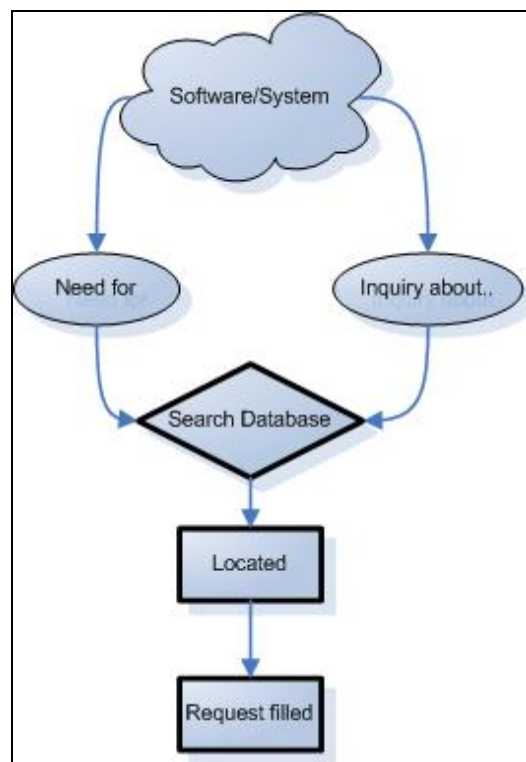 Software/System
Need for
Inquiry about..
Search Database
Located
Request filled